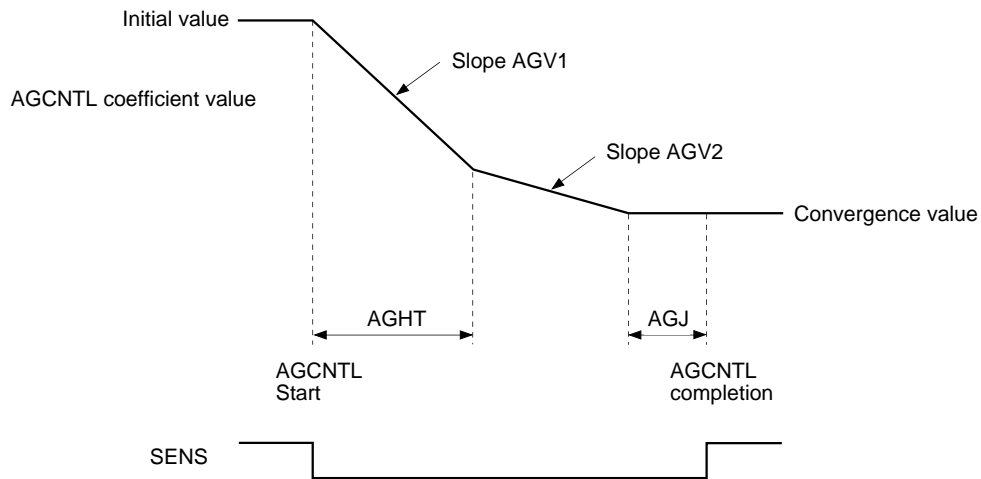 Initial value
Slope AGV1
AGCNTL coefficient value
Slope AGV2
Convergence value
AGHT
AGJ
AGCNTL
Start
AGCNTL
completion
SENS